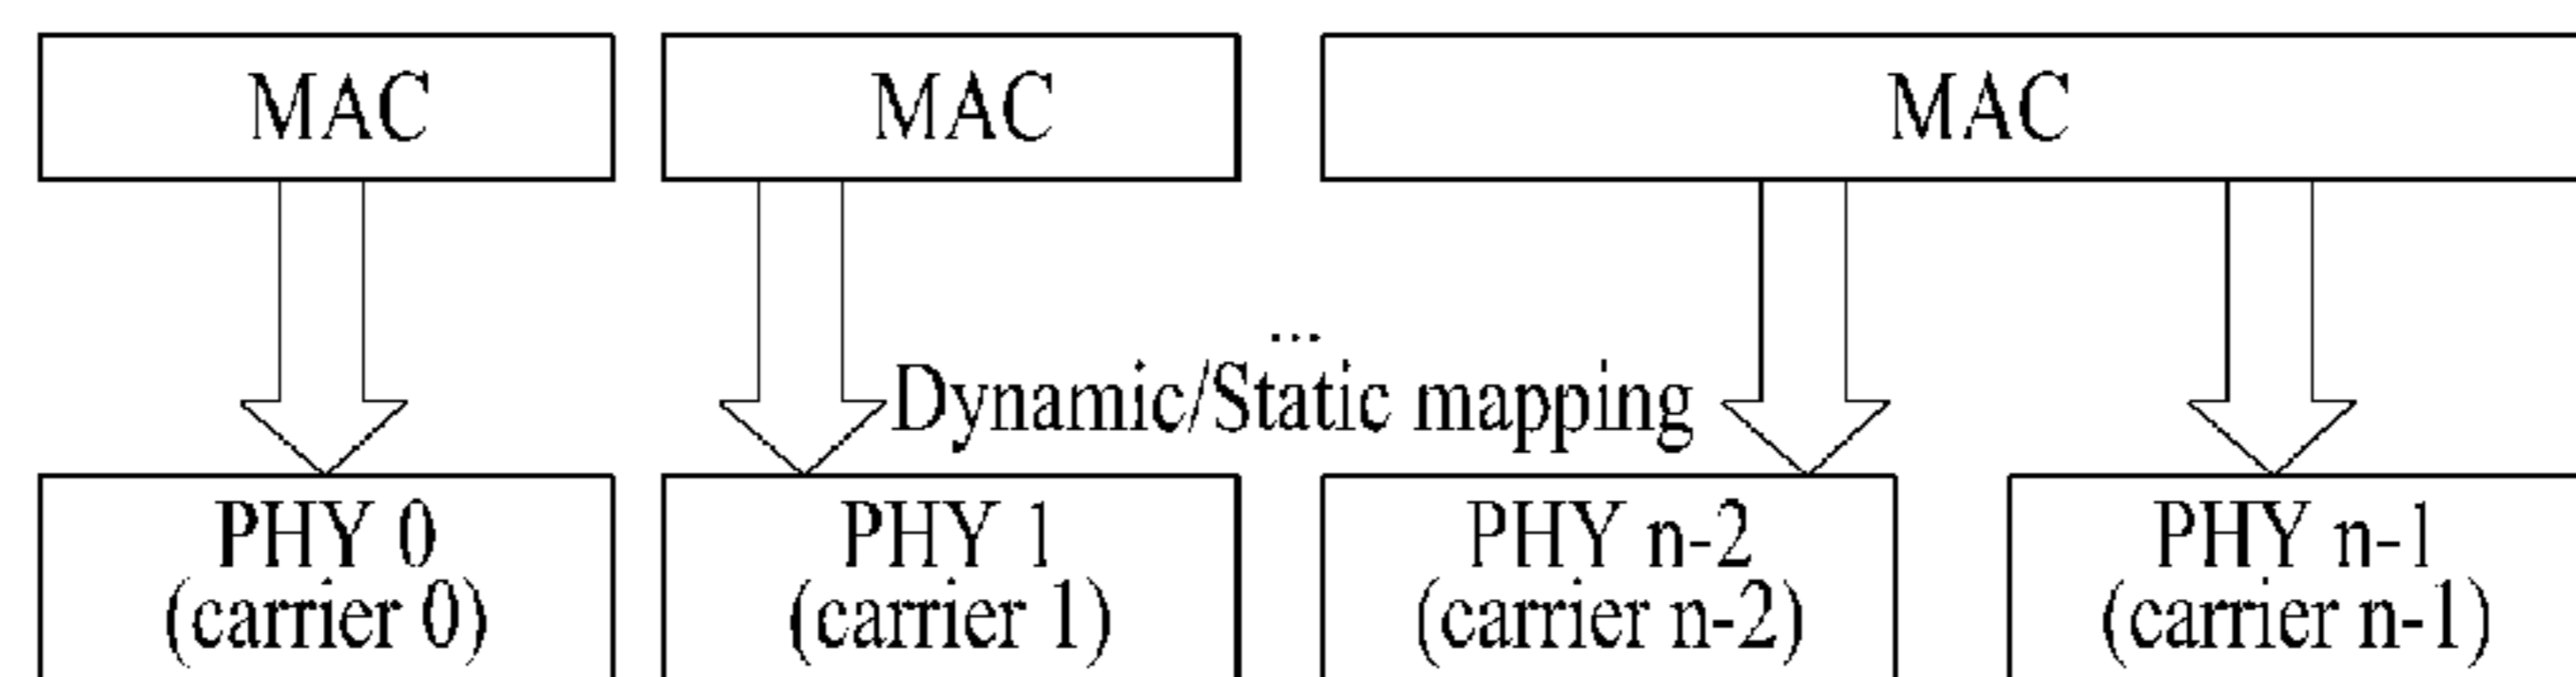 MAC
MAC
MAC
...
Dynamic/Static mapping
PHY 0
(carrier 0)
PHY 1
(carrier 1)
PHY n-2
(carrier n-2)
PHY n-1
(carrier n-1)